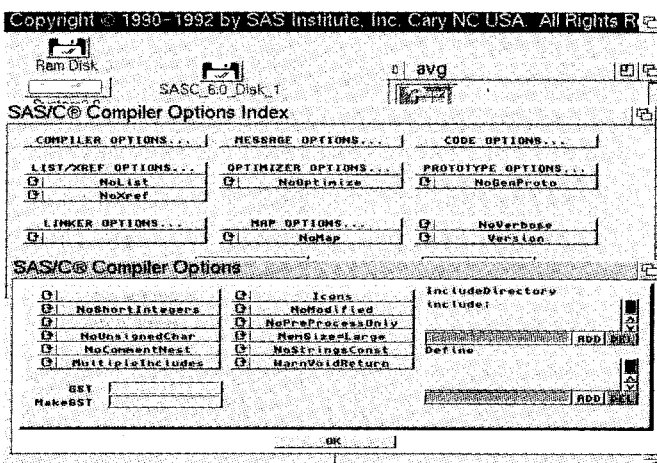 Copyright © 1990-1992 by SAS Institute, Inc. Cary NC USA. All Rights R
Ram Disk
SASC_6.0_Disk_1
avg
SAS/C® Compiler Options Index
COMPILER OPTIONS...
MESSAGE OPTIONS...
CODE OPTIONS...
LIST/XREF OPTIONS...
OPTIMIZER OPTIONS...
PROTOTYPE OPTIONS...
NoList
NoOptimize
NoGenProto
NoXref
LINKER OPTIONS...
MAP OPTIONS...
NoVerbose
NoMap
Version
SAS/C® Compiler Options
IncludeDirectory
Icons
include:
NoShortIntegers
NoModified
NoPreProcessOnly
NoUnsignedChar
MemSize=Large
ADD DEL
NoCommentNest
NoStringsConst
Define
MultipleIncludes
WarnVoidReturn
GST
MakeGST
ADD DEL
OK